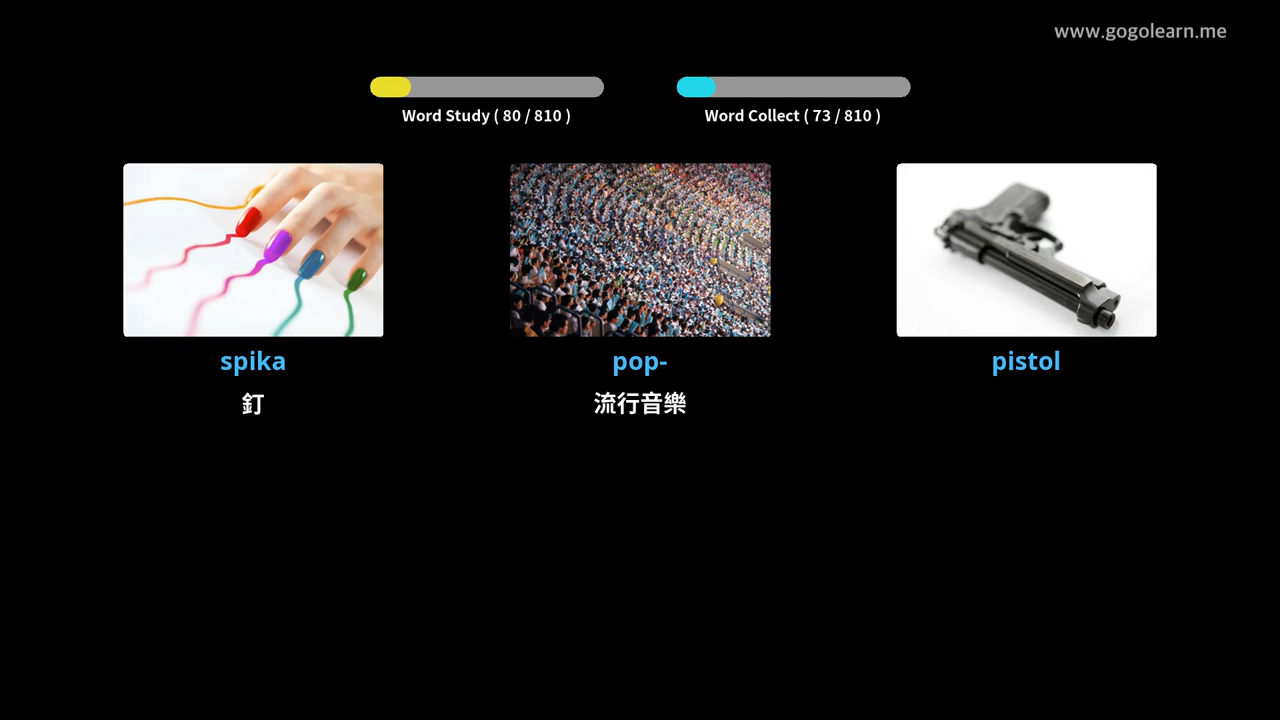 www.gogolearn.me
Word Study ( 80 / 810 )
Word Collect ( 73 / 810 )
spika
pop-
pistol
釘
流行音樂